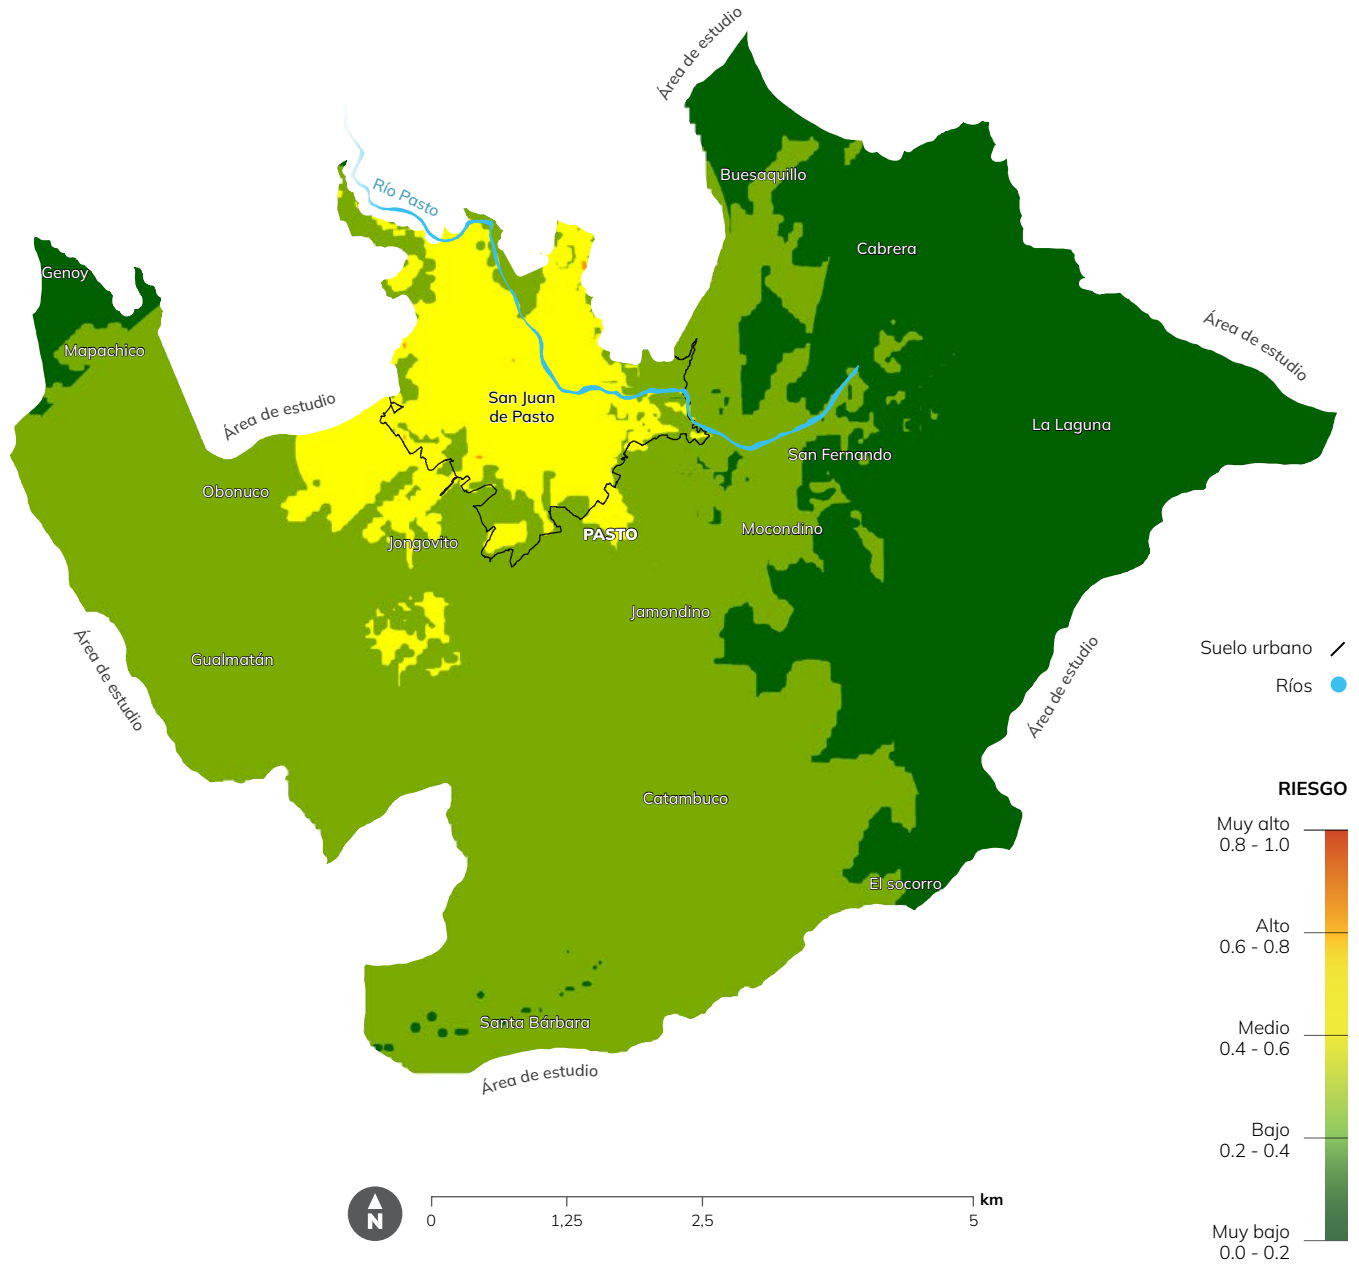 Área de estudio
Buesaquillo
Río Pasto
Cabrera
Genoy
Área de estudio
Mapachico
San Juan
de Pasto
Área de estudio
La Laguna
San Fernando
Obonuco
Mocondino
PASTO
Jongovito
Jamondino
Gualmatán
Área de estudio
Área de estudio
Catambuco
El socorro
Santa Bárbara
Área de estudio
Suelo urbano
Ríos
RIESGO
Muy alto
0.8 - 1.0
Alto
0.6 - 0.8
Medio
0.4 - 0.6
Bajo
0.2 - 0.4
Muy bajo
0.0 - 0.2
N
km
0 1,25 2,5 5